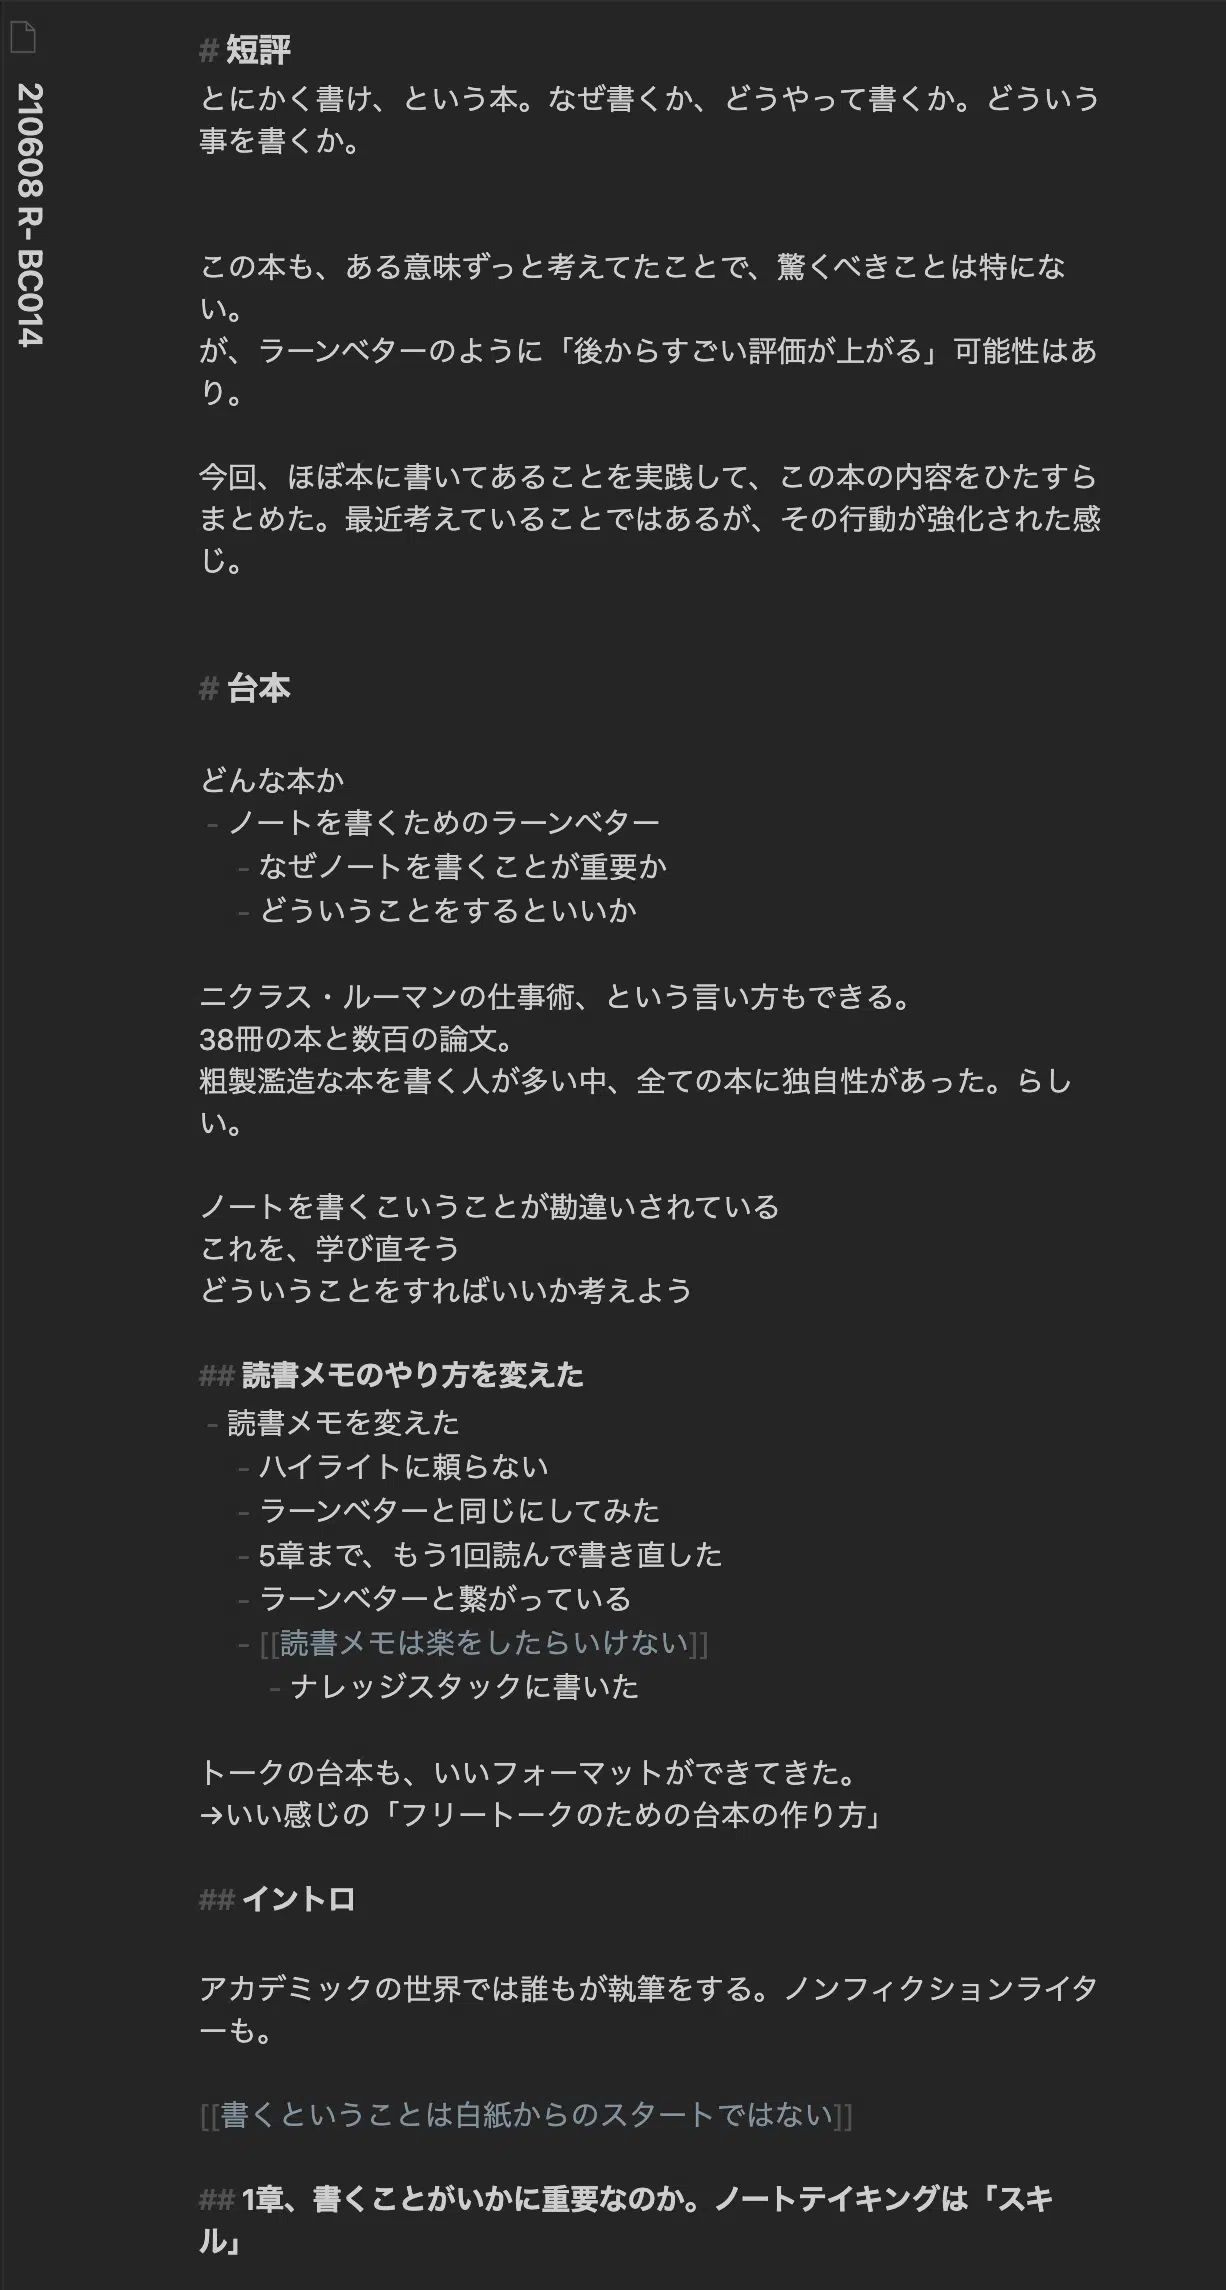 210608 R- BC014
# 短評
とにかく書け、という本。なぜ書くか、どうやって書くか。どういう
事を書くか。
この本も、ある意味ずっと考えてたことで、驚くべきことは特にな
い。
が、ラーンベターのように「後からすごい評価が上がる」可能性はあ
り。
今回、ほぼ本に書いてあることを実践して、この本の内容をひたすら
まとめた。最近考えていることではあるが、その行動が強化された感
じ。
# 台本
どんな本か
- ノートを書くためのラーンベター
- なぜノートを書くことが重要か
- どういうことをするといいか
ニクラス・ルーマンの仕事術、という言い方もできる。
38冊の本と数百の論文。
粗製濫造な本を書く人が多い中、全ての本に独自性があった。らし
い。
ノートを書くこいうことが勘違いされている
これを、学び直そう
どういうことをすればいいか考えよう
## 読書メモのやり方を変えた
- 読書メモを変えた
- ハイライトに頼らない
- ラーンベターと同じにしてみた
- 5章まで、もう1回読んで書き直した
- ラーンベターと繋がっている
- [[読書メモは楽をしたらいけない]]
- ナレッジスタックに書いた
トークの台本も、いいフォーマットができてきた。
→いい感じの「フリートークのための台本の作り方」
## イントロ
アカデミックの世界では誰もが執筆をする。ノンフィクションライタ
ーも。
[[書くということは白紙からのスタートではない]]
## 1章、書くことがいかに重要なのか。ノートテイキングは「スキ
ル」